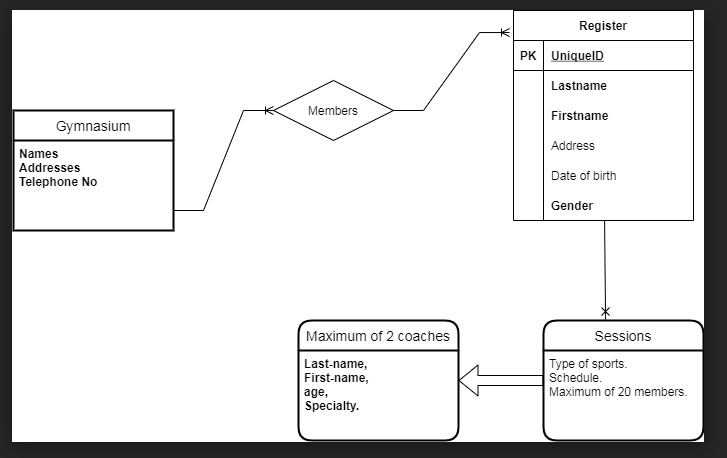 Register
PK UniqueID
Lastname
Firstname
Address
Date of birth
Gender
Members
Gymnasium
Names
Addresses
Telephone No
Maximum of 2 coaches
Last-name,
First-name,
age,
Specialty.
Sessions
Type of sports.
Schedule.
Maximum of 20 members.